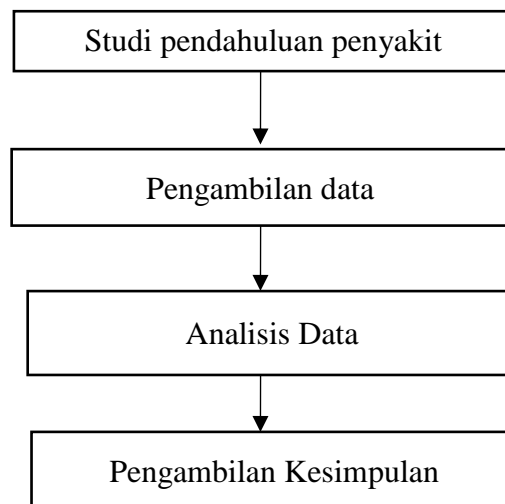 Studi pendahuluan penyakit
Pengambilan data
Analisis Data
Pengambilan Kesimpulan